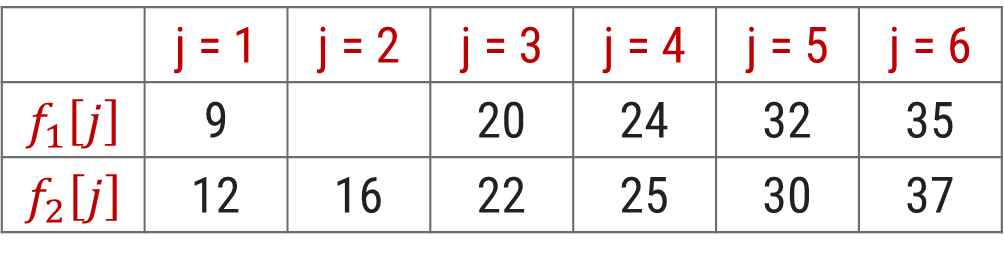 j = 1 j = 2 j = 3 j = 4 j = 5 j = 6
f₁[j] 9 20 24 32 35
f₂[j] 12 16 22 25 30 37